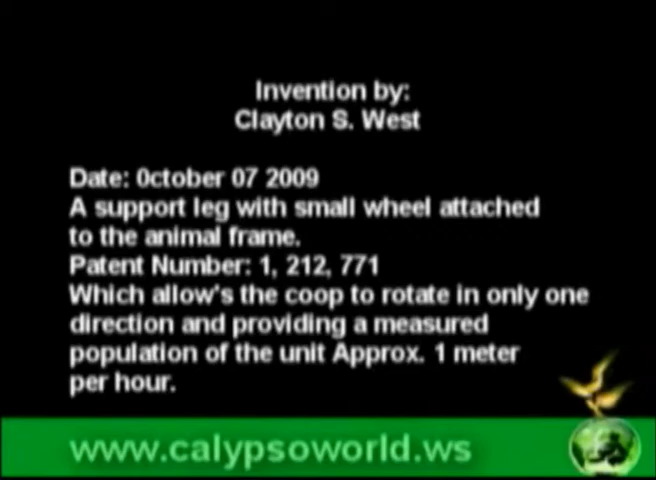 Invention by:
Clayton S. West
Date: 0ctober 07 2009
A support leg with small wheel attached
to the animal frame.
Patent Number: 1, 212, 771
Which allow's the coop to rotate in only one
direction and providing a measured
population of the unit Approx. 1 meter
per hour.
www.calypsoworld.ws